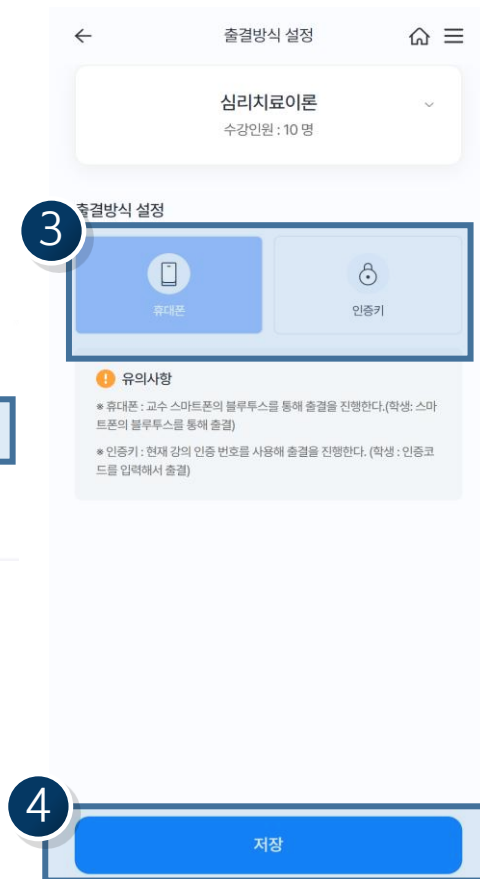 출결방식 설정
심리치료이론
수강인원 : 10 명
출결방식 설정
3
휴대폰
인증키
유의사항
※ 휴대폰 : 교수 스마트폰의 블루투스를 통해 출결을 진행한다.(학생: 스마
트폰의 블루투스를 통해 출결)
※ 인증키 : 현재 강의 인증 번호를 사용해 출결을 진행한다. (학생 : 인증코
드를 입력해서 출결)
4
저장